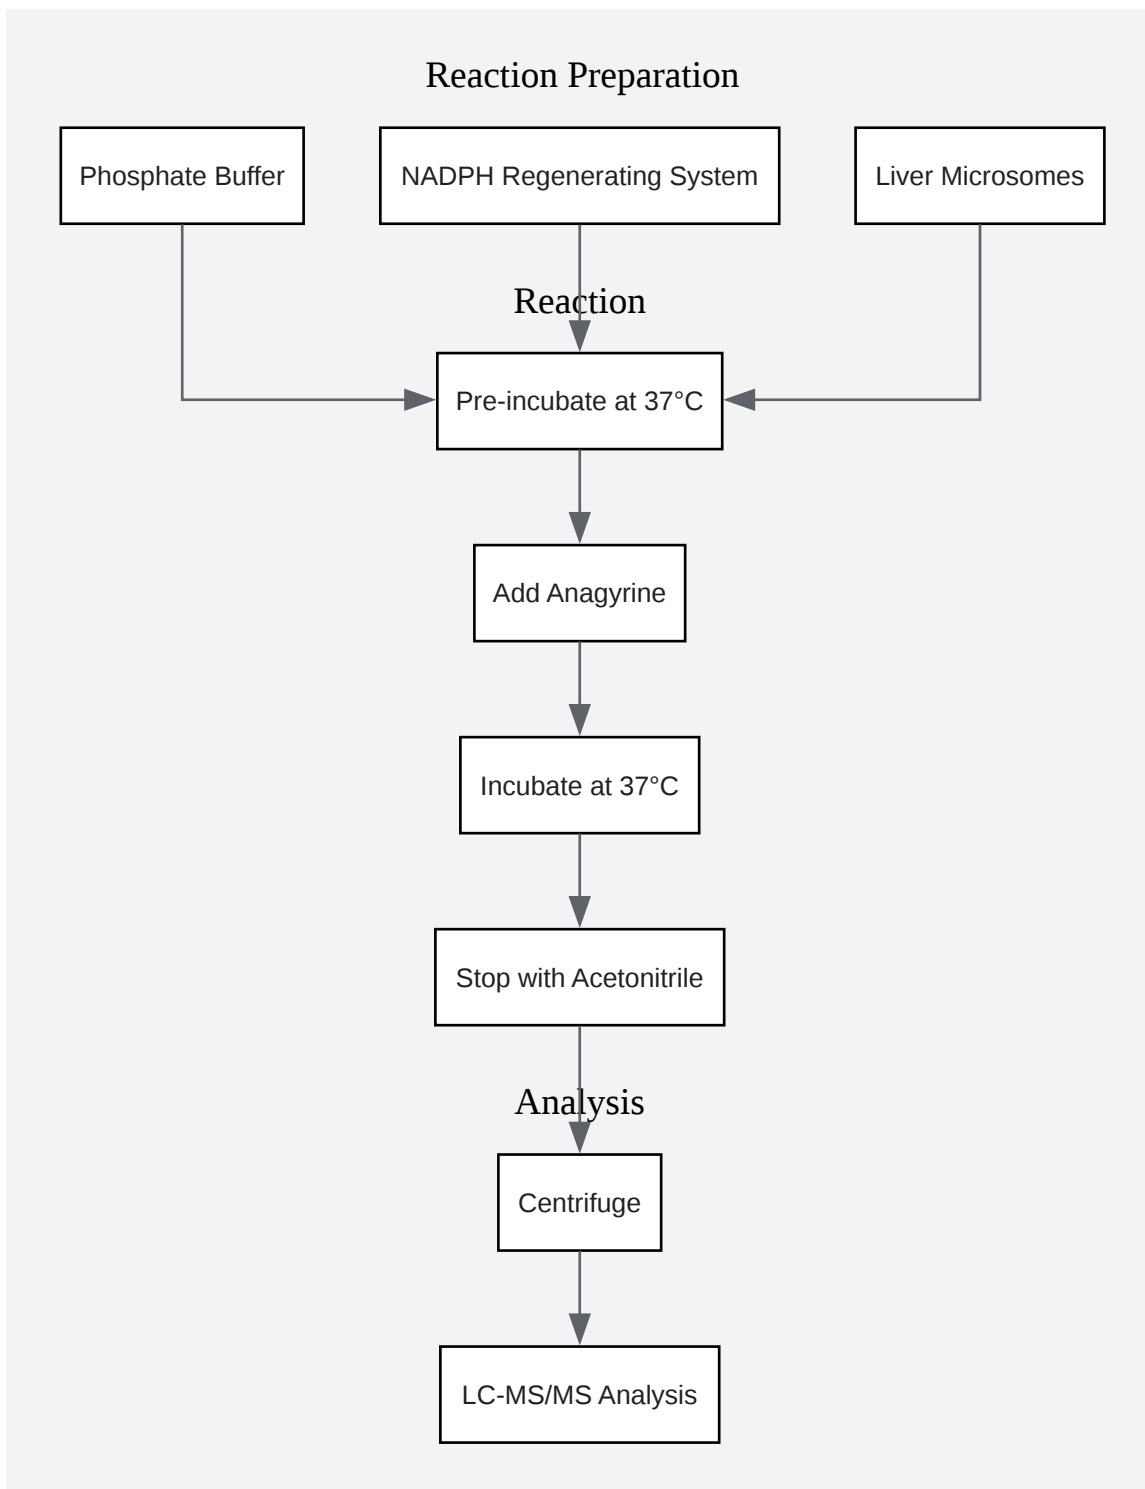 Reaction Preparation
Phosphate Buffer
NADPH Regenerating System
Liver Microsomes
Reaction
Pre-incubate at 37°C
Add Anagyrine
Incubate at 37°C
Stop with Acetonitrile
Analysis
Centrifuge
LC-MS/MS Analysis